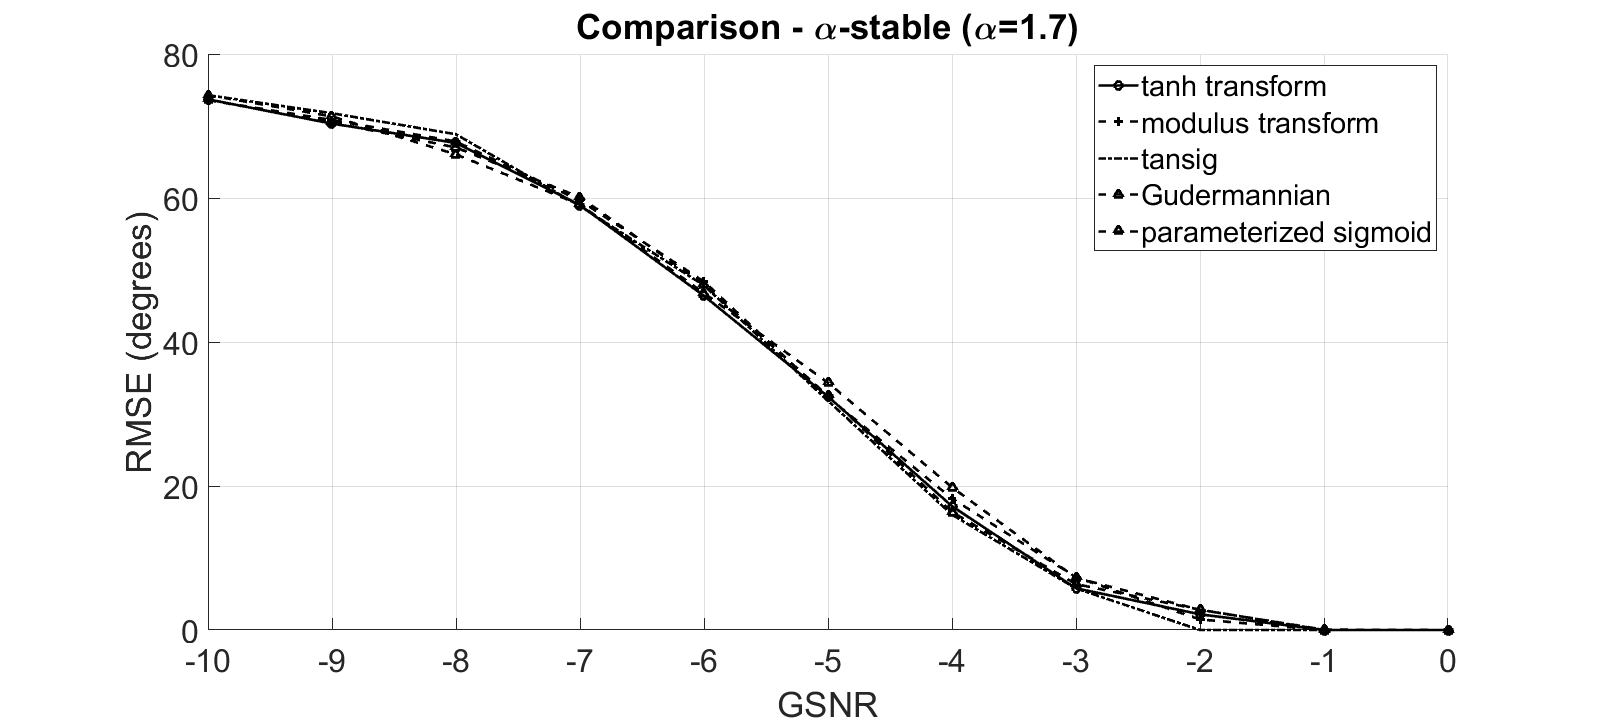 Comparison - α-stable (α=1.7)
80
60
40
20
0
RMSE (degrees)
tanh transform
modulus transform
tansig
Gudermannian
parameterized sigmoid
-10 -9 -8 -7 -6 -5 -4 -3 -2 -1 0
GSNR